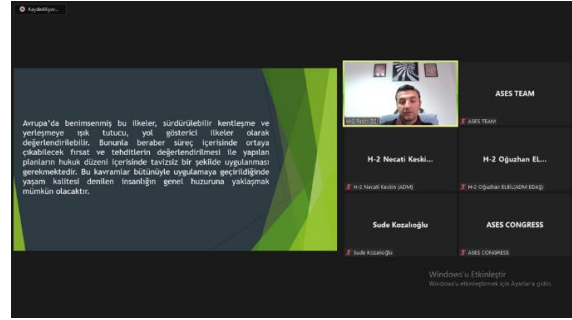 Kaydediliyor...
Avrupa'da benimsenmiş bu ilkeler, sürdürülebilir kentleşme ve
yerleşmeye ışık tutucu, yol gösterici ilkeler olarak
değerlendirilebilir. Bununla beraber süreç içerisinde ortaya
çıkabilecek fırsat ve tehditlerin değerlendirilmesi ile yapılan
planların hukuk düzeni içerisinde tavizsiz bir şekilde uygulanması
gerekmektedir. Bu kavramlar bütünüyle uygulamaya geçirildiğinde
yaşam kalitesi denilen insanlığın genel huzuruna yaklaşmak
mümkün olacaktır.
H-2
ASES TEAM
ASES TEAM
H-2 Necati Keski...
H-2 Necati Keskin (ADM)
H-2 Oğuzhan EL...
H-2 Oğuzhan
Sude Kozalıoğlu
Sude Kozalıoğlu
ASES CONGRESS
ASES CONGRESS
Windows'u Etkinleştir
Windows'u etkinleştirmek için Ayarlar'a gidin.